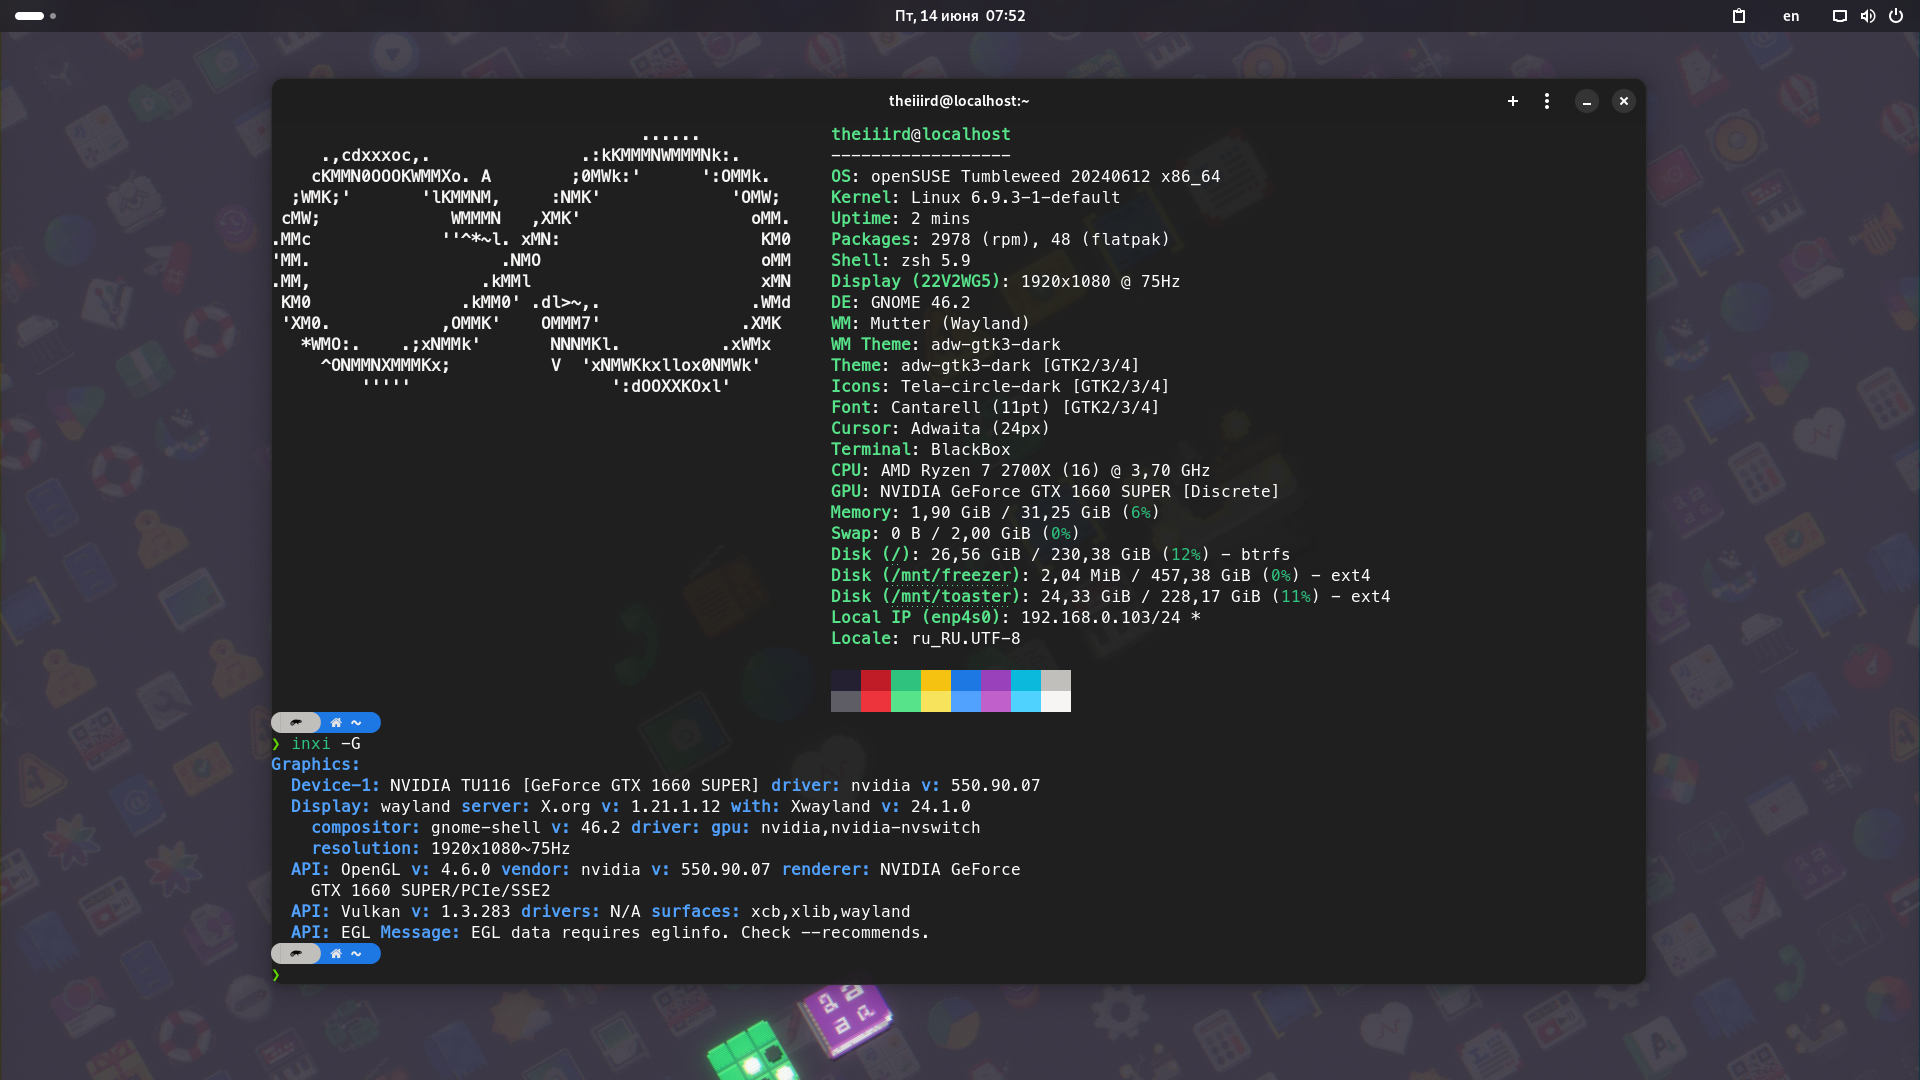 Пт, 14 июня 07:52
en
theiiird@localhost:~
theiiird@localhost
------------------
OS: openSUSE Tumbleweed 20240612 x86_64
Kernel: Linux 6.9.3-1-default
Uptime: 2 mins
Packages: 2978 (rpm), 48 (flatpak)
Shell: zsh 5.9
Display (22V2WG5): 1920x1080 @ 75Hz
DE: GNOME 46.2
WM: Mutter (Wayland)
WM Theme: adw-gtk3-dark
Theme: adw-gtk3-dark [GTK2/3/4]
Icons: Tela-circle-dark [GTK2/3/4]
Font: Cantarell (11pt) [GTK2/3/4]
Cursor: Adwaita (24px)
Terminal: BlackBox
CPU: AMD Ryzen 7 2700X (16) @ 3,70 GHz
GPU: NVIDIA GeForce GTX 1660 SUPER [Discrete]
Memory: 1,90 GiB / 31,25 GiB (6%)
Swap: 0 B / 2,00 GiB (0%)
Disk (/): 26,56 GiB / 230,38 GiB (12%) - btrfs
Disk (/mnt/freezer): 2,04 MiB / 457,38 GiB (0%) - ext4
Disk (/mnt/toaster): 24,33 GiB / 228,17 GiB (11%) - ext4
Local IP (enp4s0): 192.168.0.103/24 *
Locale: ru_RU.UTF-8
~
❯ inxi -G
Graphics:
Device-1: NVIDIA TU116 [GeForce GTX 1660 SUPER] driver: nvidia v: 550.90.07
Display: wayland server: X.org v: 1.21.1.12 with: Xwayland v: 24.1.0
compositor: gnome-shell v: 46.2 driver: gpu: nvidia,nvidia-nvswitch
resolution: 1920x1080~75Hz
API: OpenGL v: 4.6.0 vendor: nvidia v: 550.90.07 renderer: NVIDIA GeForce
GTX 1660 SUPER/PCIe/SSE2
API: Vulkan v: 1.3.283 drivers: N/A surfaces: xcb,xlib,wayland
API: EGL Message: EGL data requires eglinfo. Check --recommends.
~
❯